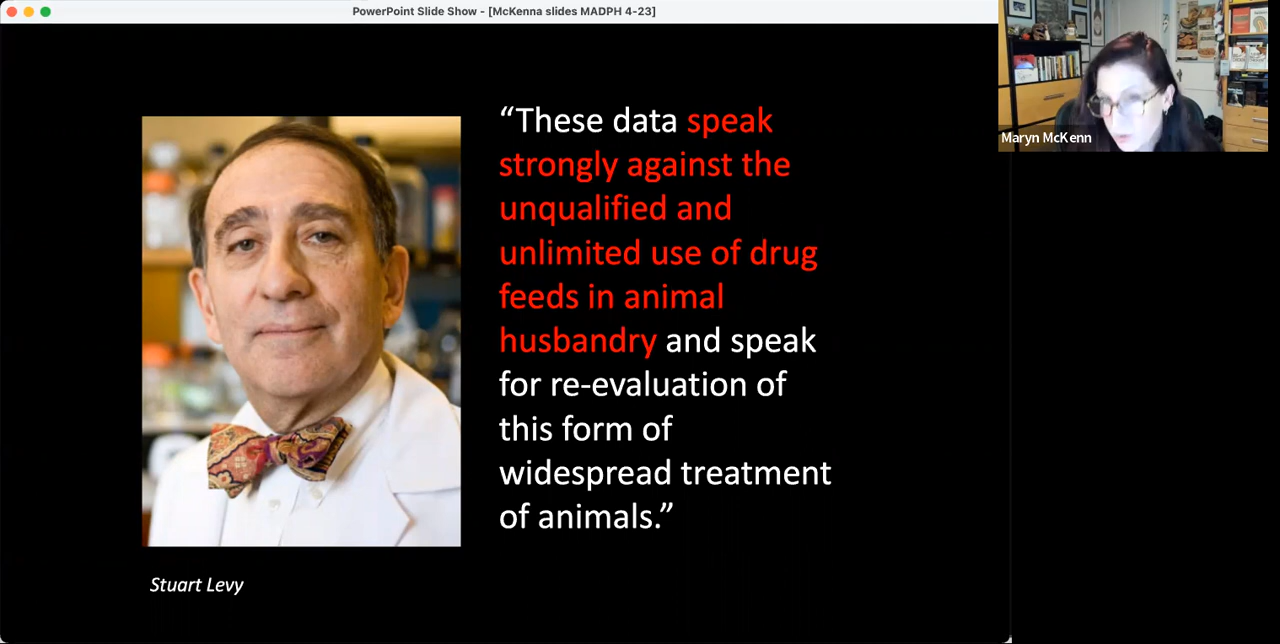 PowerPoint Slide Show - [McKenna slides MADPH 4-23]
“These data speak
strongly against the
unqualified and
unlimited use of drug
feeds in animal
husbandry and speak
for re-evaluation of
this form of
widespread treatment
of animals.”
Stuart Levy
Maryn McKenn